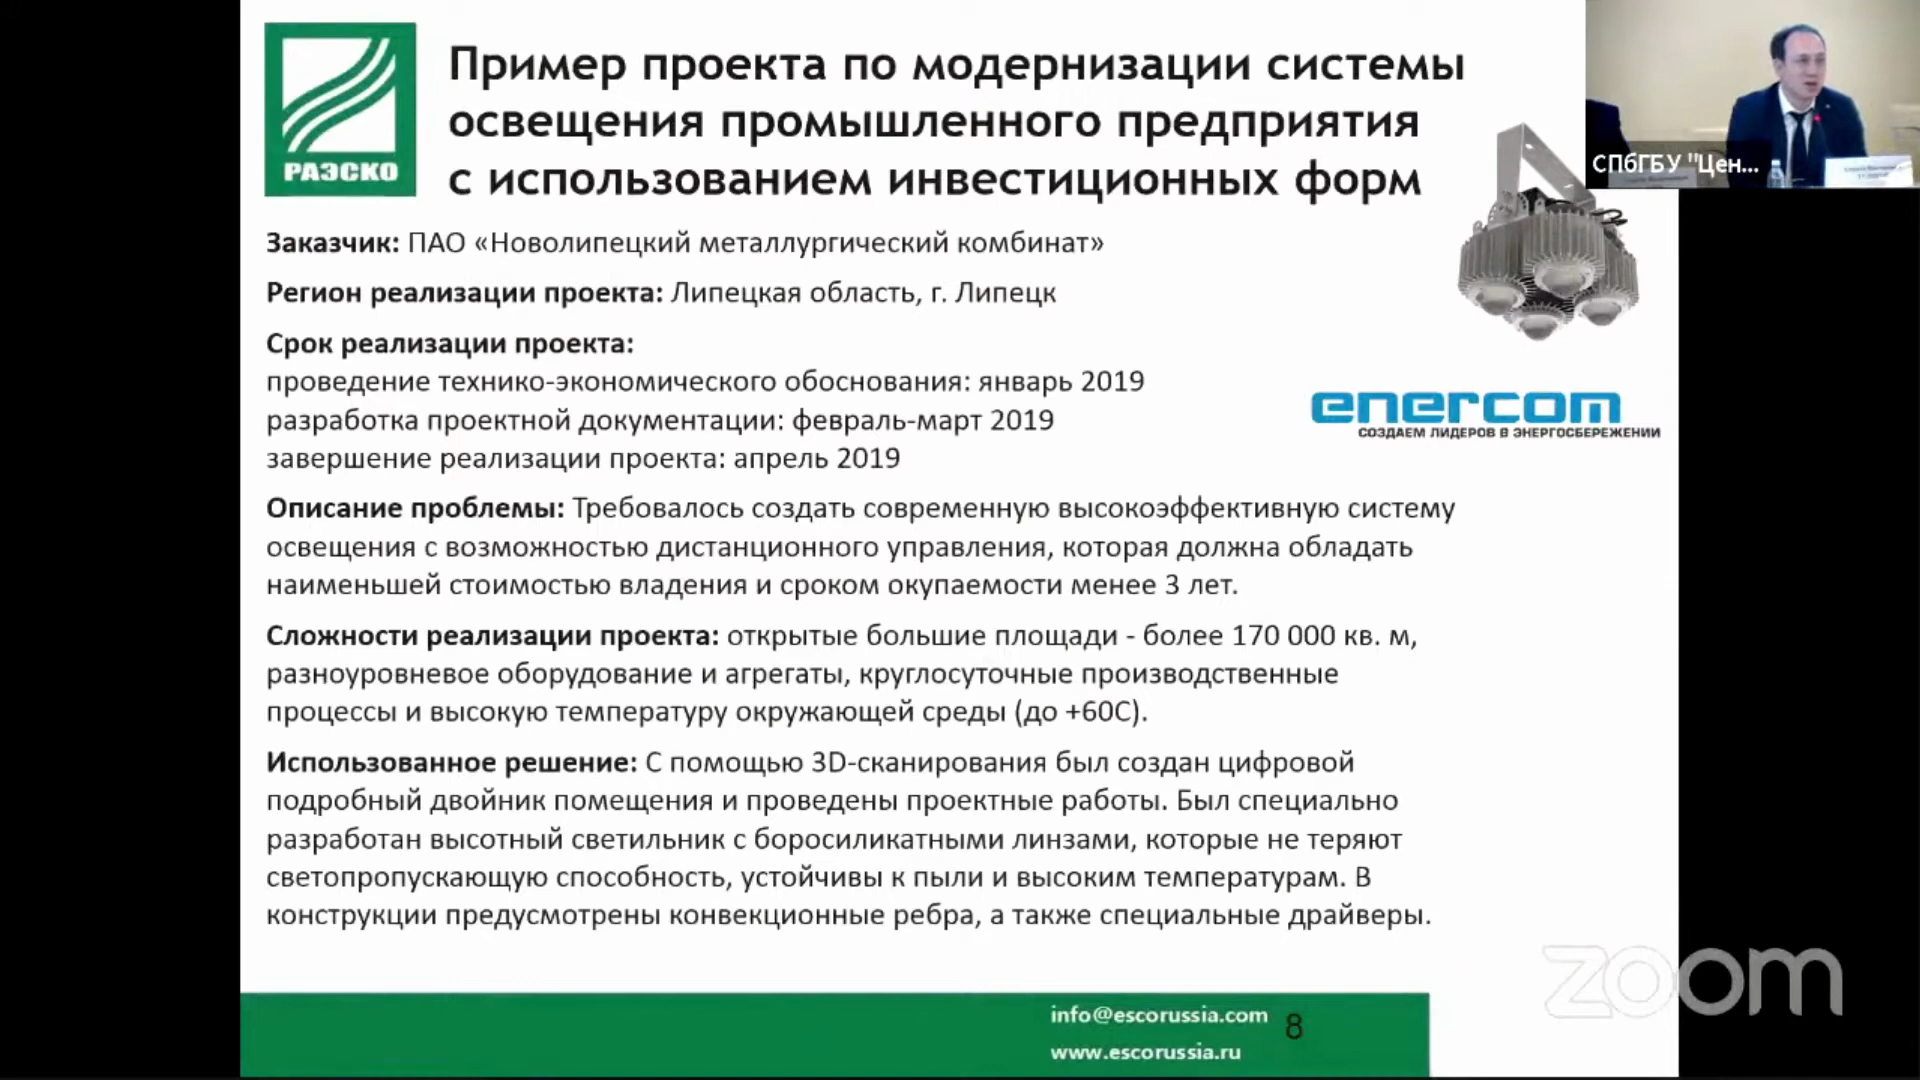 РАЭСКО
Пример проекта по модернизации системы
освещения промышленного предприятия
с использованием инвестиционных форм
СПбГБУ "Цен...
Заказчик: ПАО «Новолипецкий металлургический комбинат»
Регион реализации проекта: Липецкая область, г. Липецк
Срок реализации проекта:
проведение технико-экономического обоснования: январь 2019
разработка проектной документации: февраль-март 2019
завершение реализации проекта: апрель 2019
enercom
СОЗДАЕМ ЛИДЕРОВ В ЭНЕРГОСБЕРЕЖЕНИИ
Описание проблемы: Требовалось создать современную высокоэффективную систему
освещения с возможностью дистанционного управления, которая должна обладать
наименьшей стоимостью владения и сроком окупаемости менее 3 лет.
Сложности реализации проекта: открытые большие площади - более 170 000 кв. м,
разноуровневое оборудование и агрегаты, круглосуточные производственные
процессы и высокую температуру окружающей среды (до +60С).
Использованное решение: С помощью 3D-сканирования был создан цифровой
подробный двойник помещения и проведены проектные работы. Был специально
разработан высотный светильник с боросиликатными линзами, которые не теряют
светопропускающую способность, устойчивы к пыли и высоким температурам. В
конструкции предусмотрены конвекционные ребра, а также специальные драйверы.
zoom
info@escorussia.com
8
www.escorussia.ru